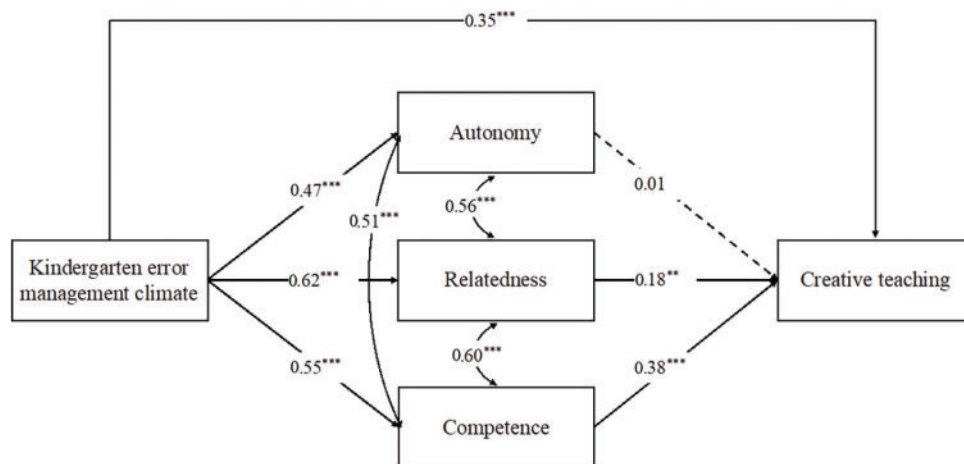 0.35***
Autonomy
0.47***
0.51***
0.56***
0.01
Kindergarten error
management climate
0.62***
Relatedness
0.18**
Creative teaching
0.55***
0.60***
0.38***
Competence